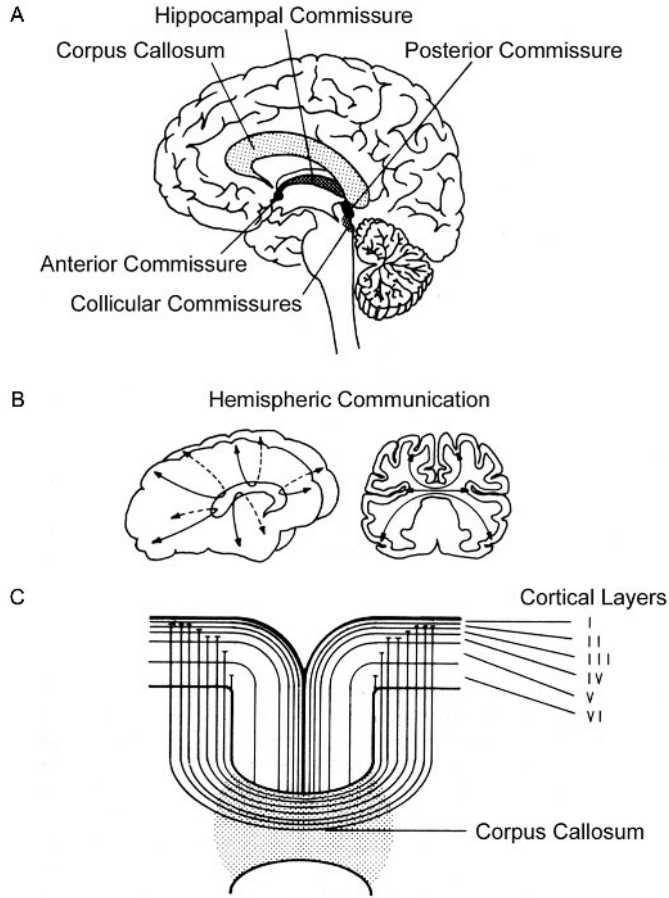 A
Hippocampal Commissure
Corpus Callosum
Posterior Commissure
Anterior Commissure
Collicular Commissures
B
Hemispheric Communication
C
Cortical Layers
I
II
III
IV
V
VI
Corpus Callosum